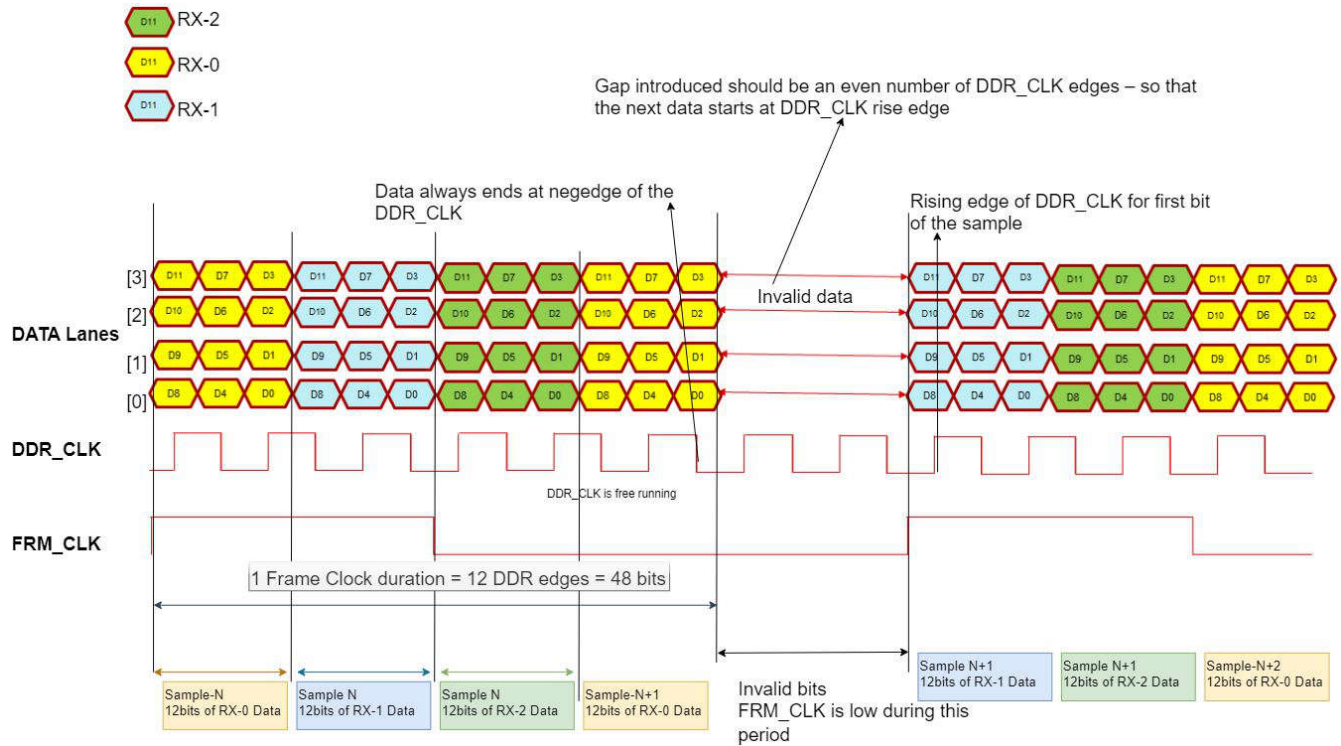 D11 RX-2
D11 RX-0
D11 RX-1
Gap introduced should be an even number of DDR_CLK edges – so that
the next data starts at DDR_CLK rise edge
Data always ends at negedge of the
DDR_CLK
Rising edge of DDR_CLK for first bit
of the sample
[3] D11 D7 D3 D11 D7 D3 D11 D7 D3 D11 D7 D3 D11 D7 D3 D11 D7 D3 D11 D7 D3
Invalid data
[2] D10 D6 D2 D10 D6 D2 D10 D6 D2 D10 D6 D2 D10 D6 D2 D10 D6 D2 D10 D6 D2
DATA Lanes
[1] D9 D5 D1 D9 D5 D1 D9 D5 D1 D9 D5 D1 D9 D5 D1 D9 D5 D1 D9 D5 D1
[0] D8 D4 D0 D8 D4 D0 D8 D4 D0 D8 D4 D0 D8 D4 D0 D8 D4 D0 D8 D4 D0
DDR_CLK
DDR_CLK is free running
FRM_CLK
1 Frame Clock duration = 12 DDR edges = 48 bits
Sample-N
12bits of RX-0 Data
Sample N
12bits of RX-1 Data
Sample N
12bits of RX-2 Data
Sample-N+1
12bits of RX-0 Data
Invalid bits
FRM_CLK is low during this
period
Sample N+1
12bits of RX-1 Data
Sample N+1
12bits of RX-2 Data
Sample-N+2
12bits of RX-0 Data